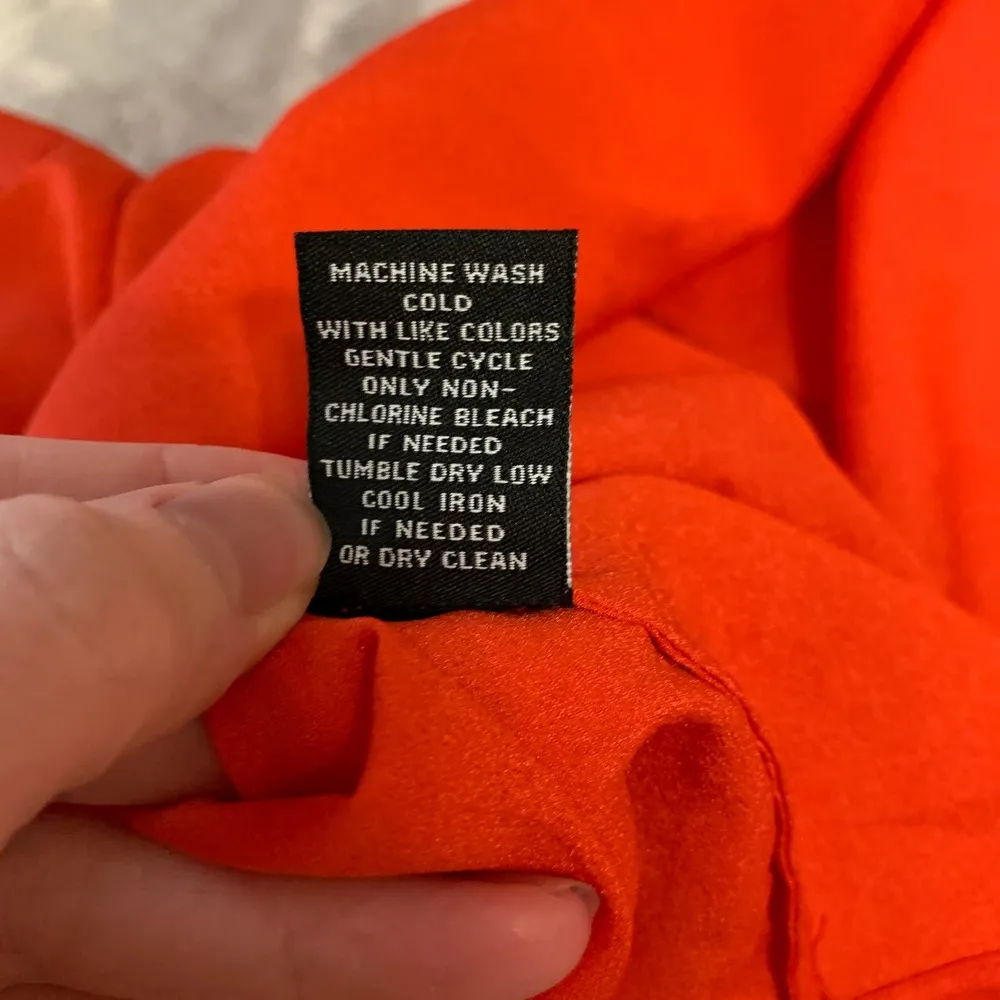 MACHINE WASH
COLD
WITH LIKE COLORS
GENTLE CYCLE
ONLY NON-
CHLORINE BLEACH
IF NEEDED
TUMBLE DRY LOW
COOL IRON
IF NEEDED
OR DRY CLEAN